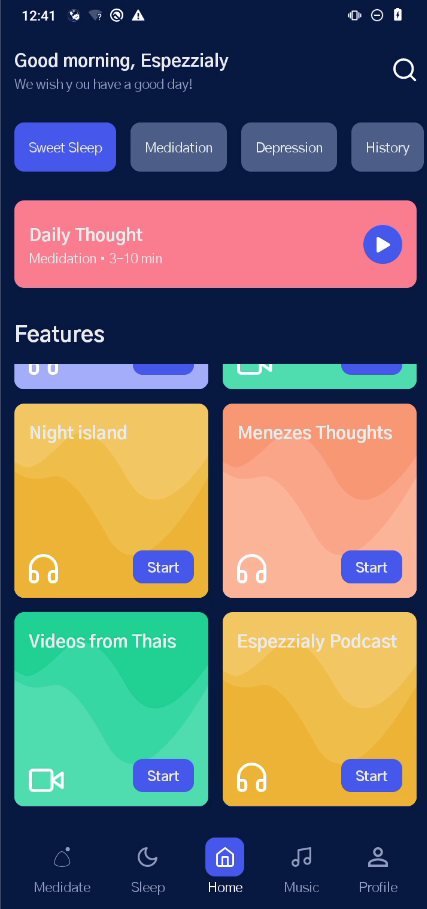 12:41
Good morning, Espezzialy
We wish you have a good day!
Sweet Sleep
Medidation
Depression
History
Daily Thought
Medidation • 3-10 min
Features
Night island
Start
Menezes Thoughts
Start
Videos from Thais
Start
Espezzialy Podcast
Start
Medidate
Sleep
Home
Music
Profile